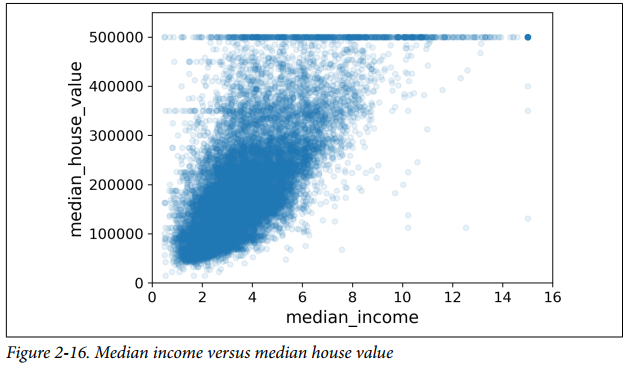 500000
400000
300000
200000
100000
0
median_house_value
0 2 4 6 8 10 12 14 16
median_income
Figure 2-16. Median income versus median house value